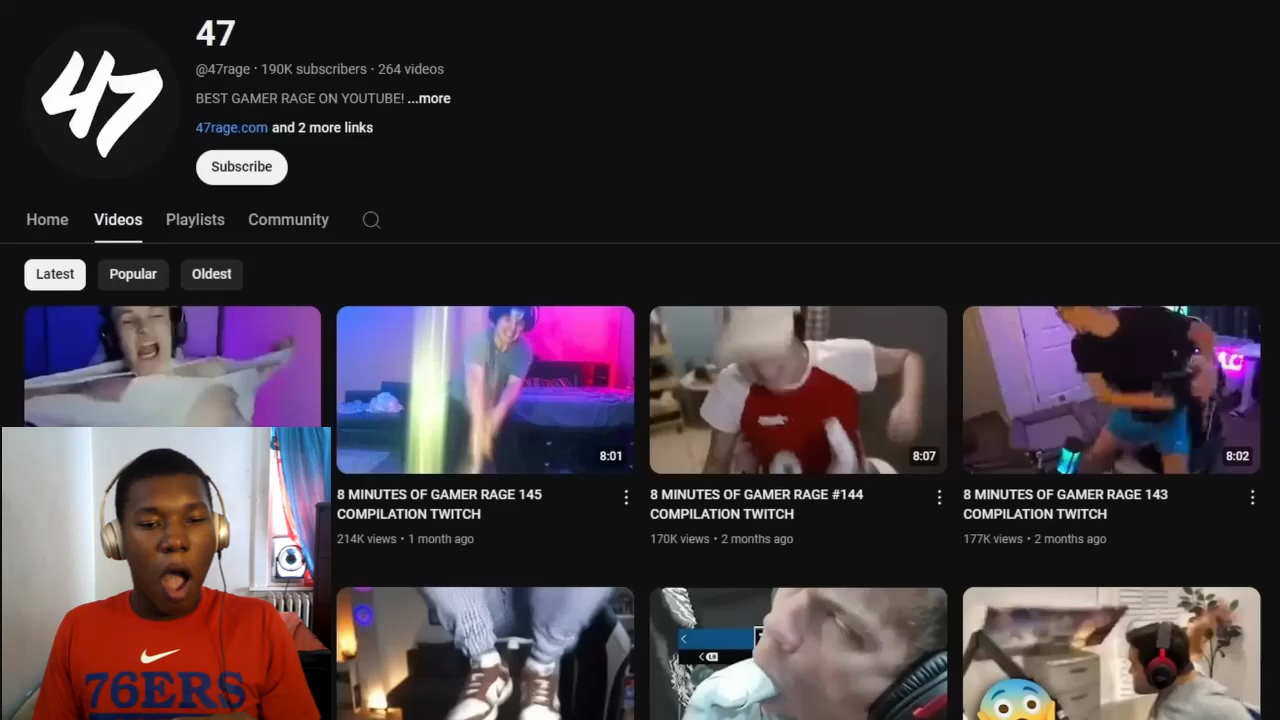 47
47
@47rage · 190K subscribers · 264 videos
BEST GAMER RAGE ON YOUTUBE! ...more
47rage.com and 2 more links
Subscribe
Home Videos Playlists Community
Latest Popular Oldest
8:01
8:07
8:02
8 MINUTES OF GAMER RAGE 145
COMPILATION TWITCH
214K views · 1 month ago
8 MINUTES OF GAMER RAGE #144
COMPILATION TWITCH
170K views · 2 months ago
8 MINUTES OF GAMER RAGE 143
COMPILATION TWITCH
177K views · 2 months ago
76ERS